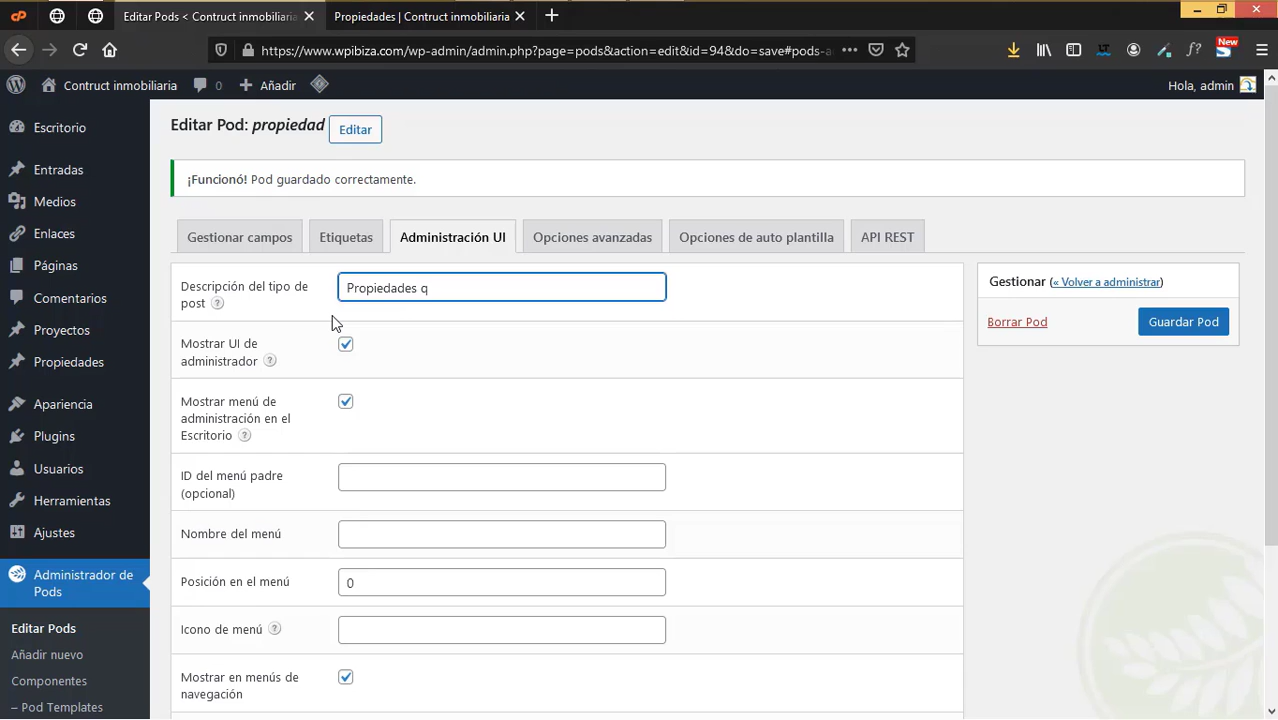 Editar Pods < Contruct inmobiliaria
Propiedades | Contruct inmobiliaria
https://www.wpibiza.com/wp-admin/admin.php?page=pods&action=edit&id=94&do=save#pods-a
New
Contruct inmobiliaria
0
Añadir
Hola, admin
Escritorio
Entradas
Medios
Enlaces
Páginas
Comentarios
Proyectos
Propiedades
Apariencia
Plugins
Usuarios
Herramientas
Ajustes
Administrador de
Pods
Editar Pods
Añadir nuevo
Componentes
– Pod Templates
Editar Pod: propiedad
Editar
¡Funcionó! Pod guardado correctamente.
Gestionar campos
Etiquetas
Administración UI
Opciones avanzadas
Opciones de auto plantilla
API REST
Descripción del tipo de
post ?
Propiedades q
Mostrar UI de
administrador ?
Mostrar menú de
administración en el
Escritorio ?
ID del menú padre
(opcional)
Nombre del menú
Posición en el menú
0
Icono de menú ?
Mostrar en menús de
navegación
Gestionar (« Volver a administrar)
Borrar Pod
Guardar Pod